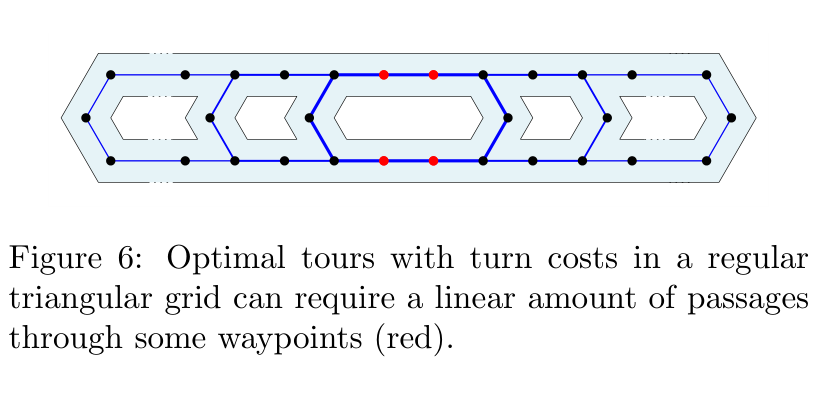 Figure 6: Optimal tours with turn costs in a regular
triangular grid can require a linear amount of passages
through some waypoints (red).